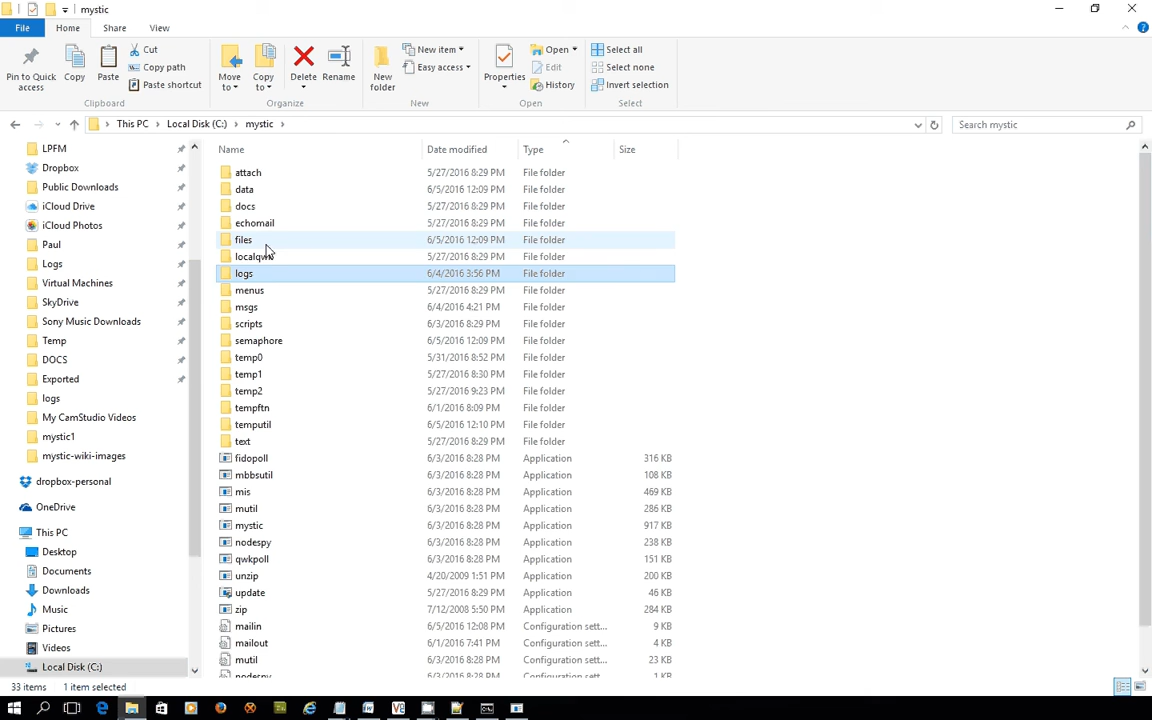 mystic
File Home Share View
Pin to Quick access
Copy
Paste
Cut
Copy path
Paste shortcut
Clipboard
Move to
Copy to
Delete
Rename
Organize
New folder
New item
Easy access
New
Properties
Open
Edit
History
Open
Select all
Select none
Invert selection
Select
This PC Local Disk (C:) mystic
Search mystic
LPFM
Dropbox
Public Downloads
iCloud Drive
iCloud Photos
Paul
Logs
Virtual Machines
SkyDrive
Sony Music Downloads
Temp
DOCS
Exported
logs
My CamStudio Videos
mystic1
mystic-wiki-images
dropbox-personal
OneDrive
This PC
Desktop
Documents
Downloads
Music
Pictures
Videos
Local Disk (C:)
Name Date modified Type Size
attach 5/27/2016 8:29 PM File folder
data 6/5/2016 12:09 PM File folder
docs 5/27/2016 8:29 PM File folder
echomail 5/27/2016 8:29 PM File folder
files 6/5/2016 12:09 PM File folder
localqwk 5/27/2016 8:29 PM File folder
logs 6/4/2016 3:56 PM File folder
menus 5/27/2016 8:29 PM File folder
msgs 6/4/2016 4:21 PM File folder
scripts 6/3/2016 8:29 PM File folder
semaphore 6/5/2016 12:09 PM File folder
temp0 5/31/2016 8:52 PM File folder
temp1 5/27/2016 8:30 PM File folder
temp2 5/27/2016 9:23 PM File folder
tempftn 6/1/2016 8:09 PM File folder
temputil 6/5/2016 12:10 PM File folder
text 5/27/2016 8:29 PM File folder
fidopoll 6/3/2016 8:28 PM Application 316 KB
mbbsutil 6/3/2016 8:28 PM Application 108 KB
mis 6/3/2016 8:28 PM Application 469 KB
mutil 6/3/2016 8:28 PM Application 286 KB
mystic 6/3/2016 8:28 PM Application 917 KB
nodespy 6/3/2016 8:28 PM Application 238 KB
qwkpoll 6/3/2016 8:28 PM Application 151 KB
unzip 4/20/2009 1:51 PM Application 200 KB
update 5/27/2016 8:29 PM Application 46 KB
zip 7/12/2008 5:50 PM Application 284 KB
mailin 6/5/2016 12:08 PM Configuration sett... 9 KB
mailout 6/1/2016 7:41 PM Configuration sett... 4 KB
mutil 6/3/2016 8:28 PM Configuration sett... 23 KB
nodespy 6/3/2016 8:28 PM Configuration sett... 1 KB
33 items 1 item selected